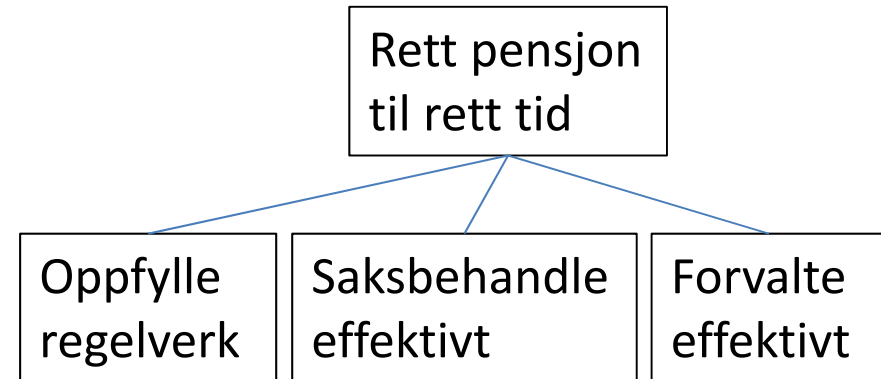 Rett pensjon
til rett tid
Oppfylle
regelverk
Saksbehandle
effektivt
Forvalte
effektivt